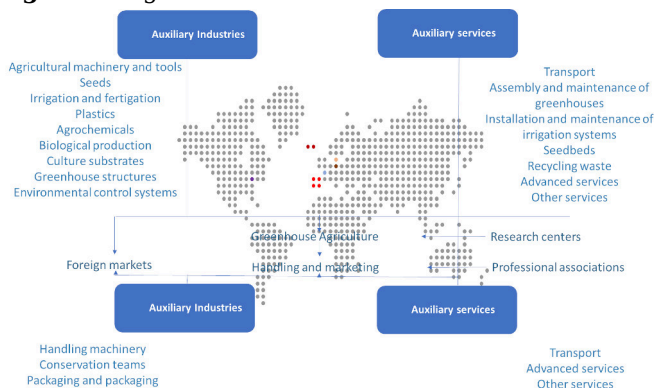 Auxiliary Industries
Auxiliary services
Agricultural machinery and tools
Seeds
Irrigation and fertigation
Plastics
Agrochemicals
Biological production
Culture substrates
Greenhouse structures
Environmental control systems
Transport
Assembly and maintenance of
greenhouses
Installation and maintenance of
irrigation systems
Seedbeds
Recycling waste
Advanced services
Other services
Greenhouse Agriculture
Research centers
Foreign markets
Handling and marketing
Professional associations
Auxiliary Industries
Auxiliary services
Handling machinery
Conservation teams
Packaging and packaging
Transport
Advanced services
Other services